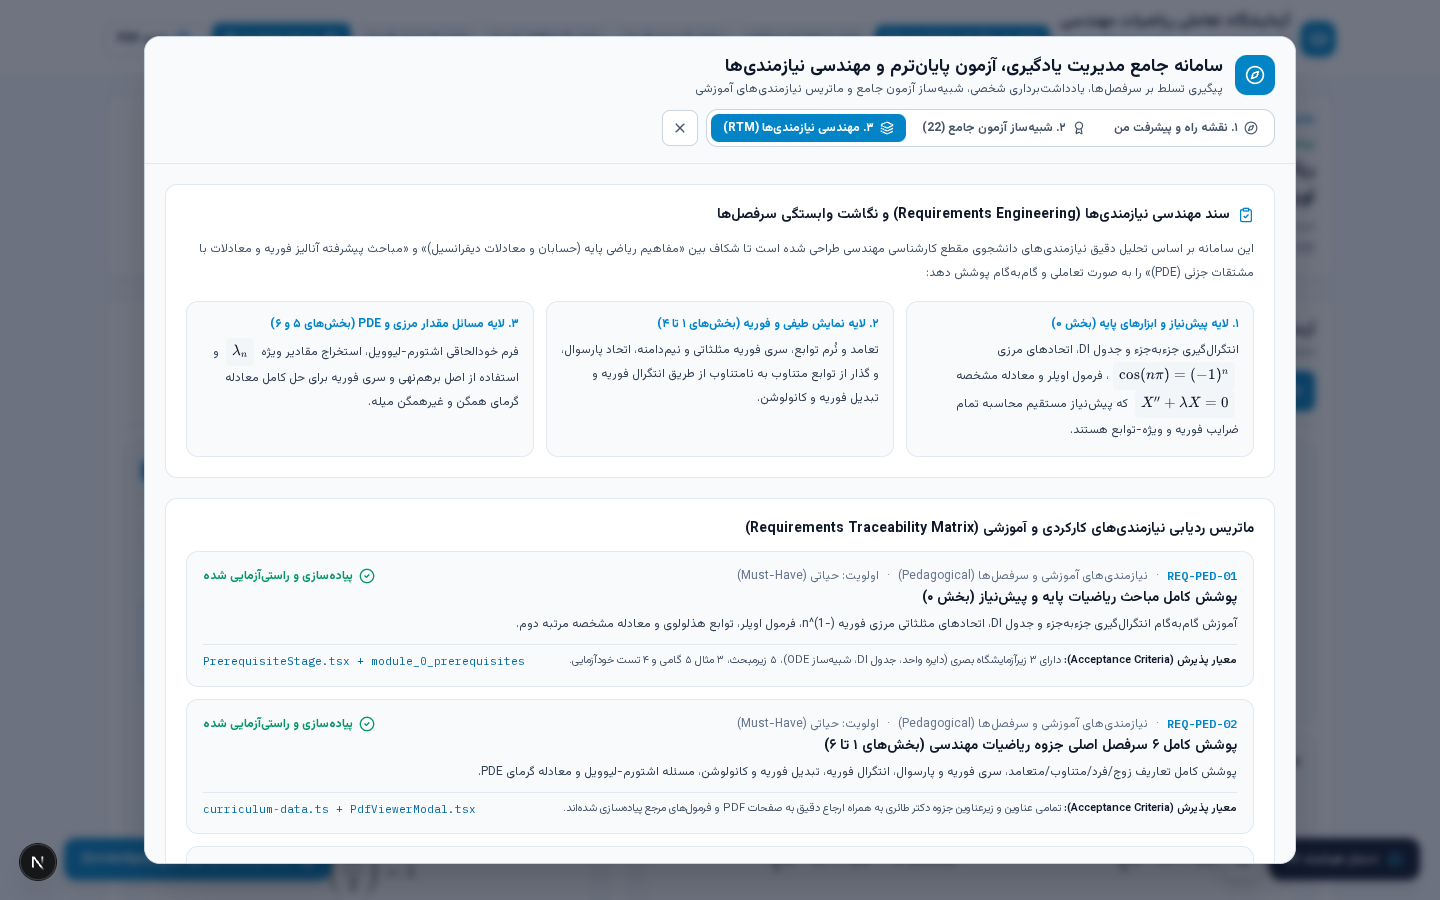 سامانه جامع مدیریت یادگیری، آزمون پایان‌ترم و مهندسی نیازمندی‌ها
پیگیری تسلط بر سرفصل‌ها، یادداشت‌برداری شخصی، شبیه‌ساز آزمون جامع و ماتریس نیازمندی‌های آموزشی
۱. نقشه راه و پیشرفت من
۲. شبیه‌ساز آزمون جامع (22)
۳. مهندسی نیازمندی‌ها (RTM)
سند مهندسی نیازمندی‌ها (Requirements Engineering) و نگاشت وابستگی سرفصل‌ها
این سامانه بر اساس تحلیل دقیق نیازمندی‌های دانشجوی مقطع کارشناسی مهندسی طراحی شده است تا شکاف بین «مفاهیم ریاضی پایه (حسابان و معادلات دیفرانسیل)» و «مباحث پیشرفته آنالیز فوریه و معادلات با
مشتقات جزئی (PDE)» را به صورت تعاملی و گام‌به‌گام پوشش دهد:
۱. لایه پیش‌نیاز و ابزارهای پایه (بخش ۰)
انتگرال‌گیری جزءبه‌جزء و جدول DI، اتحادهای مرزی
cos(nπ) = (−1)ⁿ ، فرمول اویلر و معادله مشخصه
X″ + λX = 0 که پیش‌نیاز مستقیم محاسبه تمام
ضرایب فوریه و ویژه-توابع هستند.
۲. لایه نمایش طیفی و فوریه (بخش‌های ۱ تا ۴)
تعامد و نُرم توابع، سری فوریه مثلثاتی و نیم‌دامنه، اتحاد پارسوال،
و گذار از توابع متناوب به نامتناوب از طریق انتگرال فوریه و
تبدیل فوریه و کانولوشن.
۳. لایه مسائل مقدار مرزی و PDE (بخش‌های ۵ و ۶)
فرم خودالحاقی اشتورم-لیوویل، استخراج مقادیر ویژه λₙ و
استفاده از اصل برهم‌نهی و سری فوریه برای حل کامل معادله
گرمای همگن و غیرهمگن میله.
ماتریس ردیابی نیازمندی‌های کارکردی و آموزشی (Requirements Traceability Matrix)
REQ-PED-01 · نیازمندی‌های آموزشی و سرفصل‌ها (Pedagogical) · اولویت: حیاتی (Must-Have)
پیاده‌سازی و راستی‌آزمایی شده
پوشش کامل مباحث ریاضیات پایه و پیش‌نیاز (بخش ۰)
آموزش گام‌به‌گام انتگرال‌گیری جزءبه‌جزء و جدول DI، اتحادهای مثلثاتی مرزی فوریه (-1)^n، فرمول اویلر، توابع هذلولوی و معادله مشخصه مرتبه دوم.
معیار پذیرش (Acceptance Criteria): دارای ۳ زیرآزمایشگاه بصری (دایره واحد، جدول DI، شبیه‌ساز ODE)، ۵ زیرمبحث، ۳ مثال ۵ گامی و ۴ تست خودآزمایی.
PrerequisiteStage.tsx + module_0_prerequisites
REQ-PED-02 · نیازمندی‌های آموزشی و سرفصل‌ها (Pedagogical) · اولویت: حیاتی (Must-Have)
پیاده‌سازی و راستی‌آزمایی شده
پوشش کامل ۶ سرفصل اصلی جزوه ریاضیات مهندسی (بخش‌های ۱ تا ۶)
پوشش کامل تعاریف زوج/فرد/متناوب/متعامد، سری فوریه و پارسوال، انتگرال فوریه، تبدیل فوریه و کانولوشن، مسئله اشتورم-لیوویل و معادله گرمای PDE.
معیار پذیرش (Acceptance Criteria): تمامی عناوین و زیرعناوین جزوه دکتر طائری به همراه ارجاع دقیق به صفحات PDF و فرمول‌های مرجع پیاده‌سازی شده‌اند.
curriculum-data.ts + PdfViewerModal.tsx